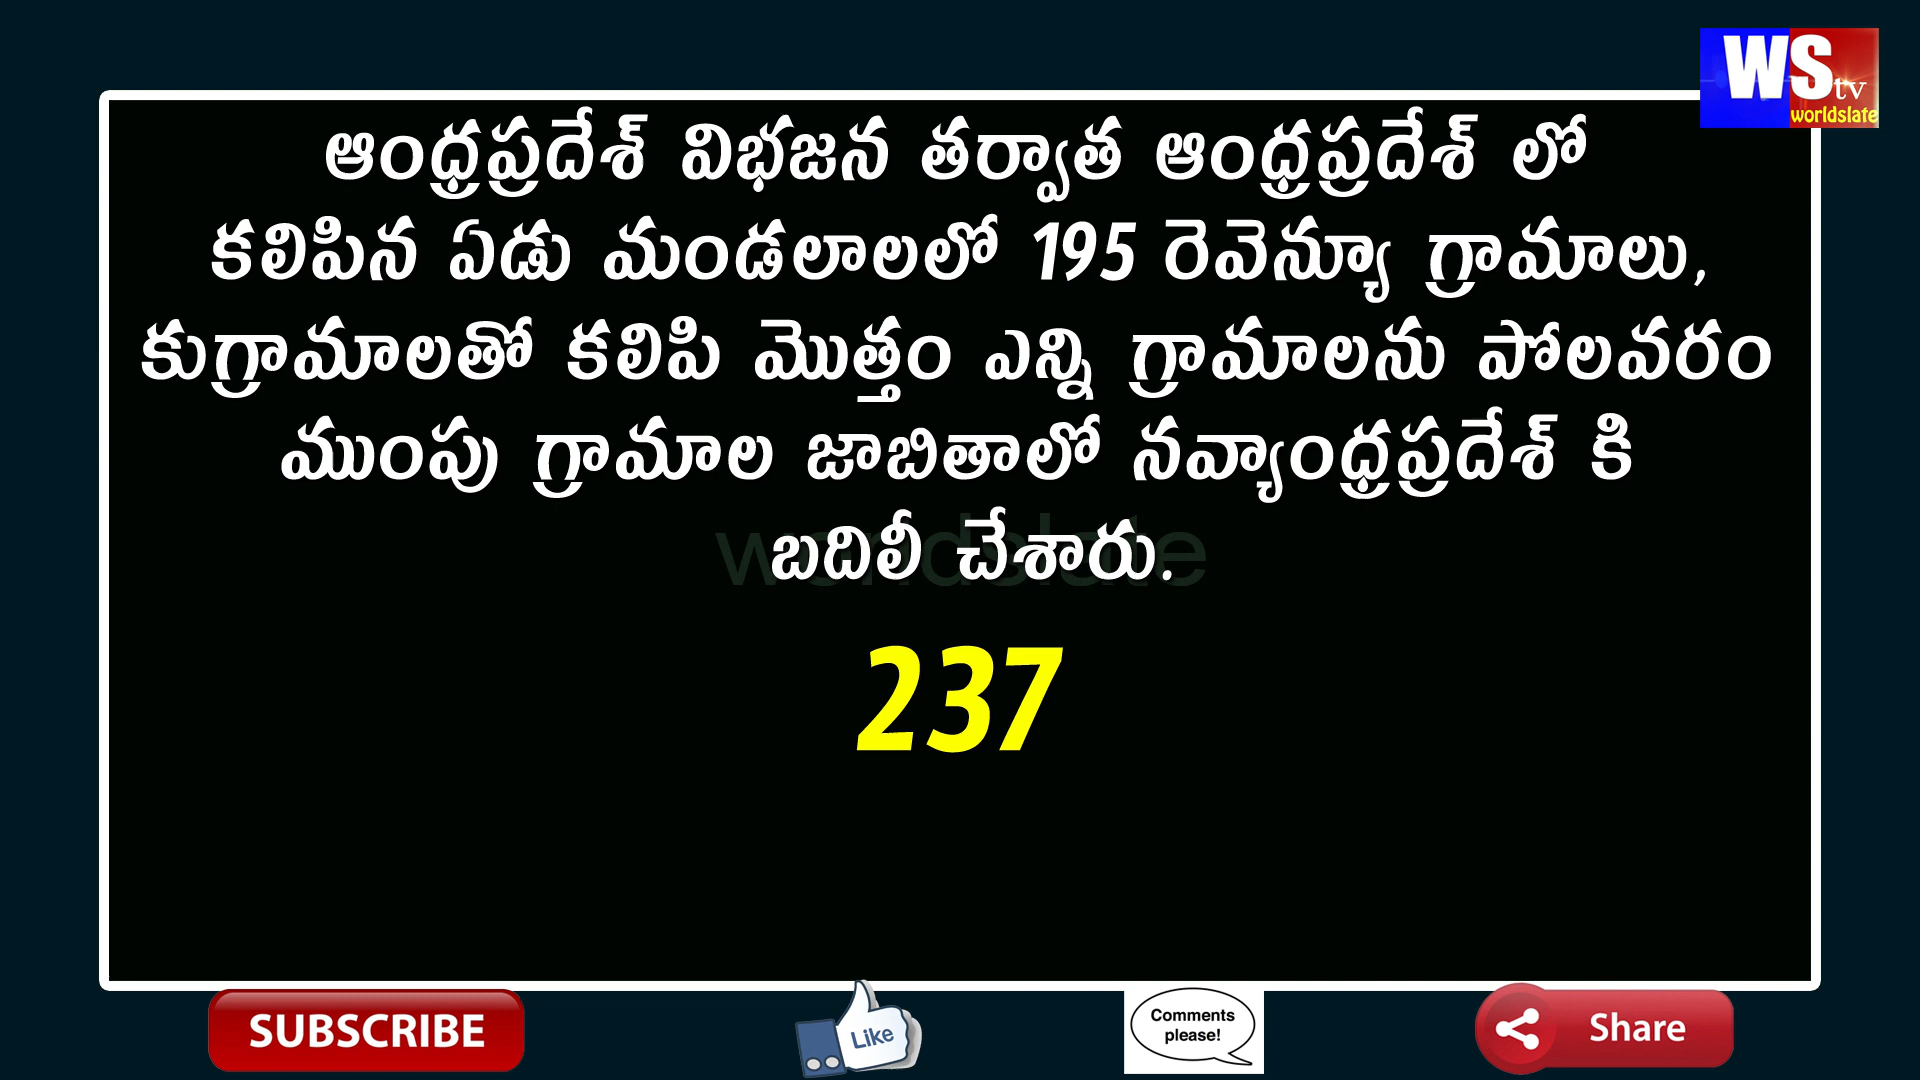 WS tv
worldslate
ఆంధ్రప్రదేశ్ విభజన తర్వాత ఆంధ్రప్రదేశ్ లో
కలిపిన ఏడు మండలాలలో 195 రెవెన్యూ గ్రామాలు,
కుగ్రామాలతో కలిపి మొత్తం ఎన్ని గ్రామాలను పోలవరం
ముంపు గ్రామాల జాబితాలో నవ్యాంధ్రప్రదేశ్ కి
బదిలీ చేశారు.
237
SUBSCRIBE
Like
Comments
please!
Share